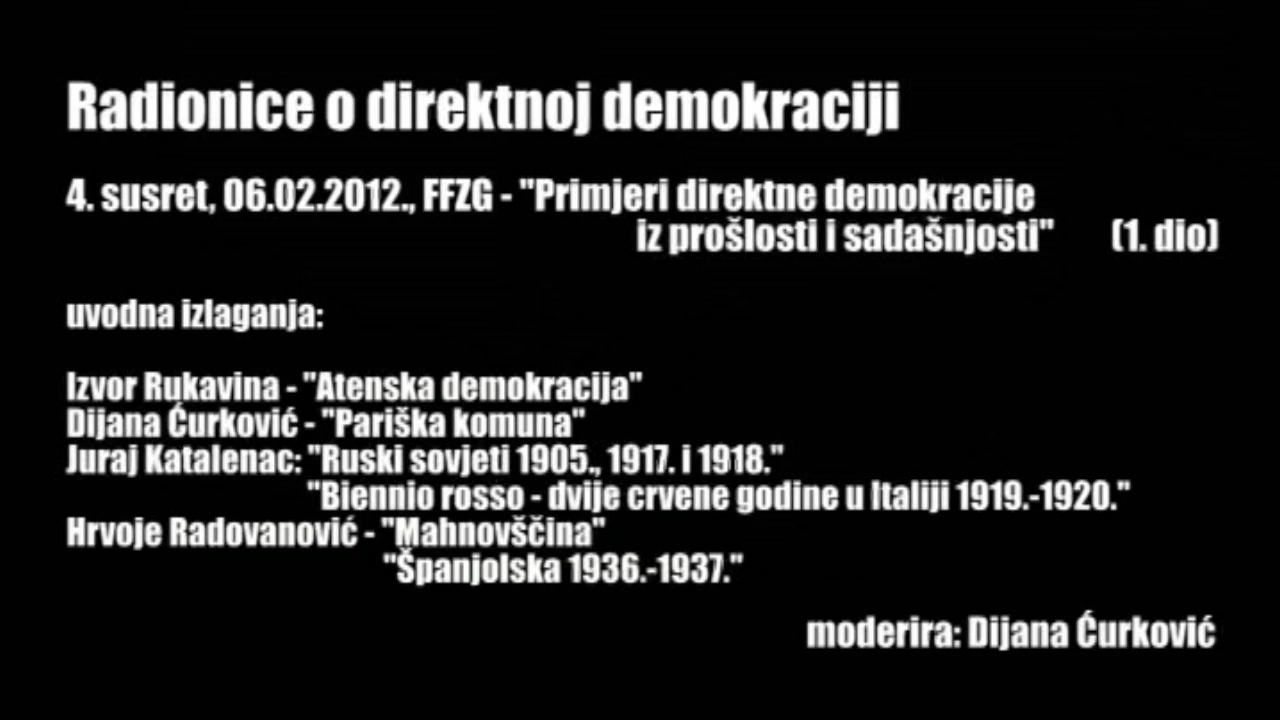 Radionice o direktnoj demokraciji
4. susret, 06.02.2012., FFZG - "Primjeri direktne demokracije
iz prošlosti i sadašnjosti" (1. dio)
uvodna izlaganja:
Izvor Rukavina - "Atenska demokracija"
Dijana Ćurković - "Pariška komuna"
Juraj Katalenac: "Ruski sovjeti 1905., 1917. i 1918."
"Biennio rosso - dvije crvene godine u Italiji 1919.-1920."
Hrvoje Radovanović - "Mahnovščina"
"Španjolska 1936.-1937."
moderira: Dijana Ćurković